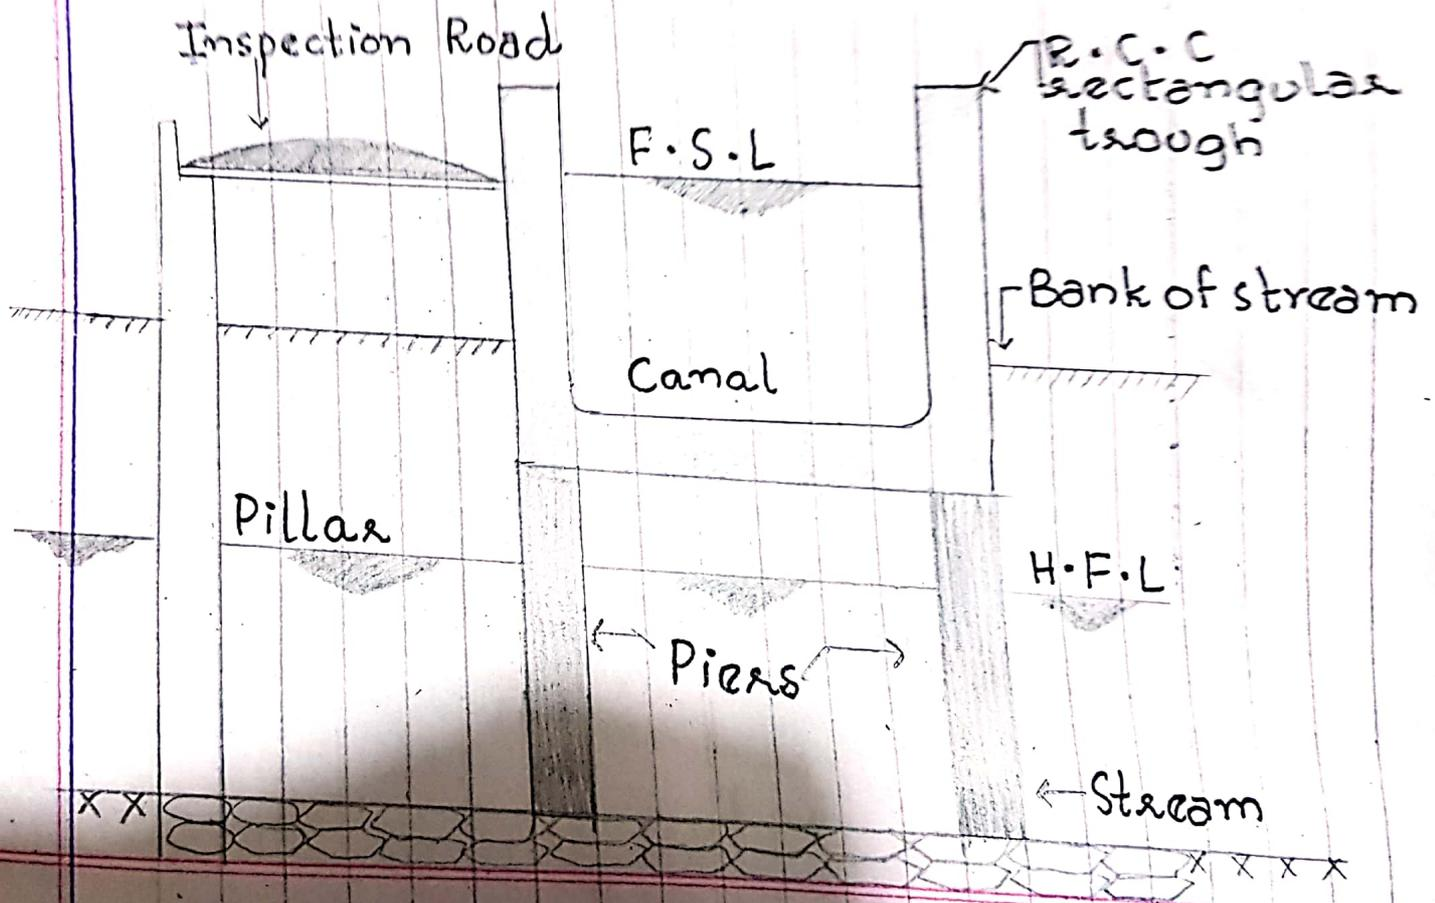 Inspection Road
R.C.C
rectangular
trough
F.S.L
Bank of stream
Canal
Pillar
H.F.L
Piers
Stream
x x
x x x x